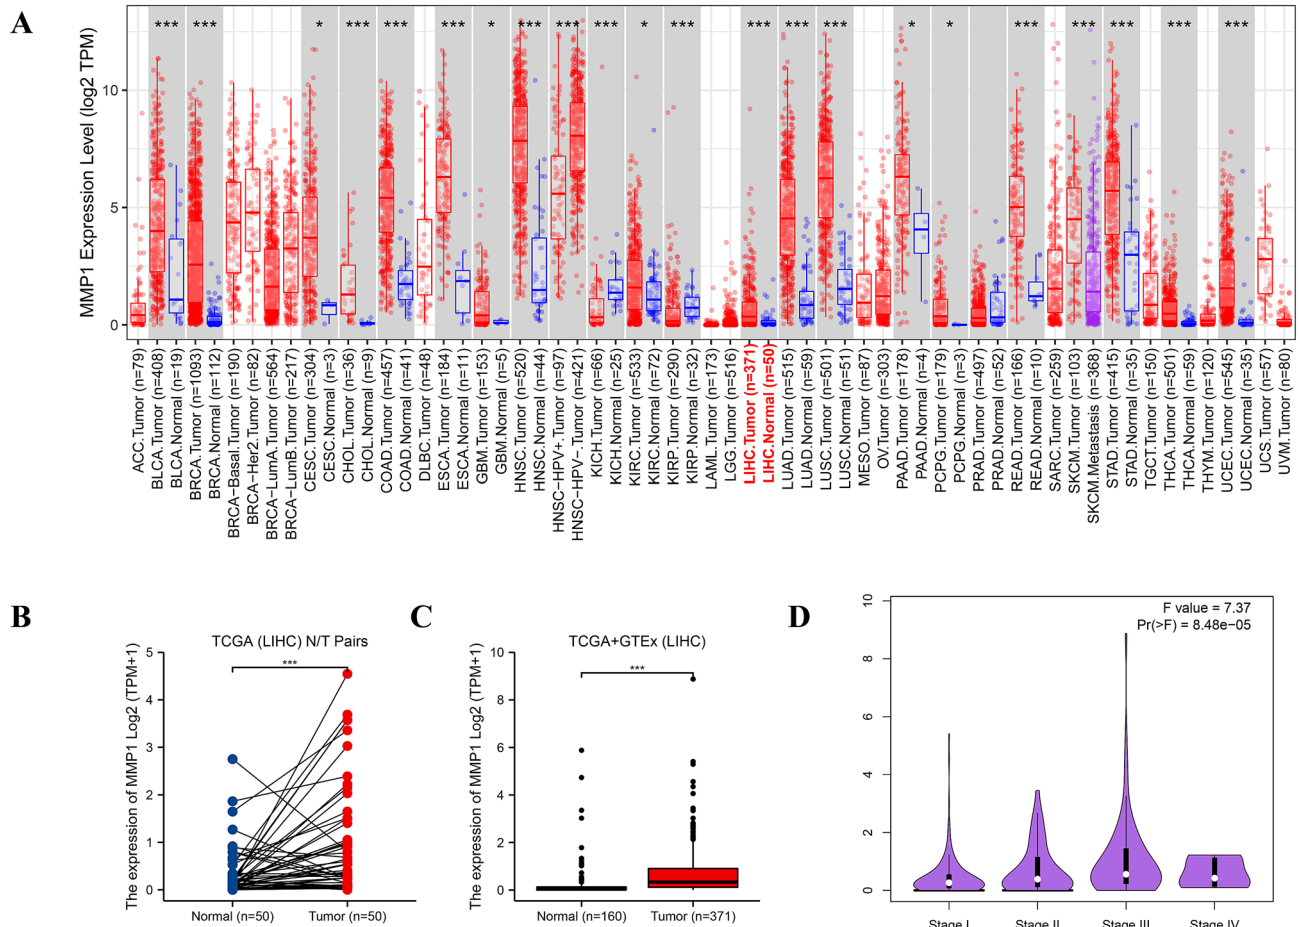 A
*** *** * *** *** * *** *** *** * *** *** *** *** * * *** *** *** *** ***
MMP1 Expression Level (log2 TPM)
10
5
0
ACC.Tumor (n=79)
BLCA.Tumor (n=408)
BLCA.Normal (n=19)
BRCA.Tumor (n=1093)
BRCA.Normal (n=112)
BRCA-Basal.Tumor (n=190)
BRCA-Her2.Tumor (n=82)
BRCA-LumA.Tumor (n=564)
BRCA-LumB.Tumor (n=217)
CESC.Tumor (n=304)
CESC.Normal (n=3)
CHOL.Tumor (n=36)
CHOL.Normal (n=9)
COAD.Tumor (n=457)
COAD.Normal (n=41)
DLBC.Tumor (n=48)
ESCA.Tumor (n=184)
ESCA.Normal (n=11)
GBM.Tumor (n=153)
GBM.Normal (n=5)
HNSC.Tumor (n=520)
HNSC.Normal (n=44)
HNSC-HPV+.Tumor (n=97)
HNSC-HPV-.Tumor (n=421)
KICH.Tumor (n=66)
KICH.Normal (n=25)
KIRC.Tumor (n=533)
KIRC.Normal (n=72)
KIRP.Tumor (n=290)
KIRP.Normal (n=32)
LAML.Tumor (n=173)
LGG.Tumor (n=516)
LIHC.Tumor (n=371)
LIHC.Normal (n=50)
LUAD.Tumor (n=515)
LUAD.Normal (n=59)
LUSC.Tumor (n=501)
LUSC.Normal (n=51)
MESO.Tumor (n=87)
OV.Tumor (n=303)
PAAD.Tumor (n=178)
PAAD.Normal (n=4)
PCPG.Tumor (n=179)
PCPG.Normal (n=3)
PRAD.Tumor (n=497)
PRAD.Normal (n=52)
READ.Tumor (n=166)
READ.Normal (n=10)
SARC.Tumor (n=259)
SKCM.Tumor (n=103)
SKCM.Metastasis (n=368)
STAD.Tumor (n=415)
STAD.Normal (n=35)
TGCT.Tumor (n=150)
THCA.Tumor (n=501)
THCA.Normal (n=59)
THYM.Tumor (n=120)
UCEC.Tumor (n=545)
UCEC.Normal (n=35)
UCS.Tumor (n=57)
UVM.Tumor (n=80)
B
TCGA (LIHC) N/T Pairs
***
The expression of MMP1 Log2 (TPM+1)
5
4
3
2
1
0
Normal (n=50) Tumor (n=50)
C
TCGA+GTEx (LIHC)
***
The expression of MMP1 Log2 (TPM+1)
10
8
6
4
2
0
Normal (n=160) Tumor (n=371)
D
F value = 7.37
Pr(>F) = 8.48e-05
10
8
6
4
2
0
Stage I Stage II Stage III Stage IV